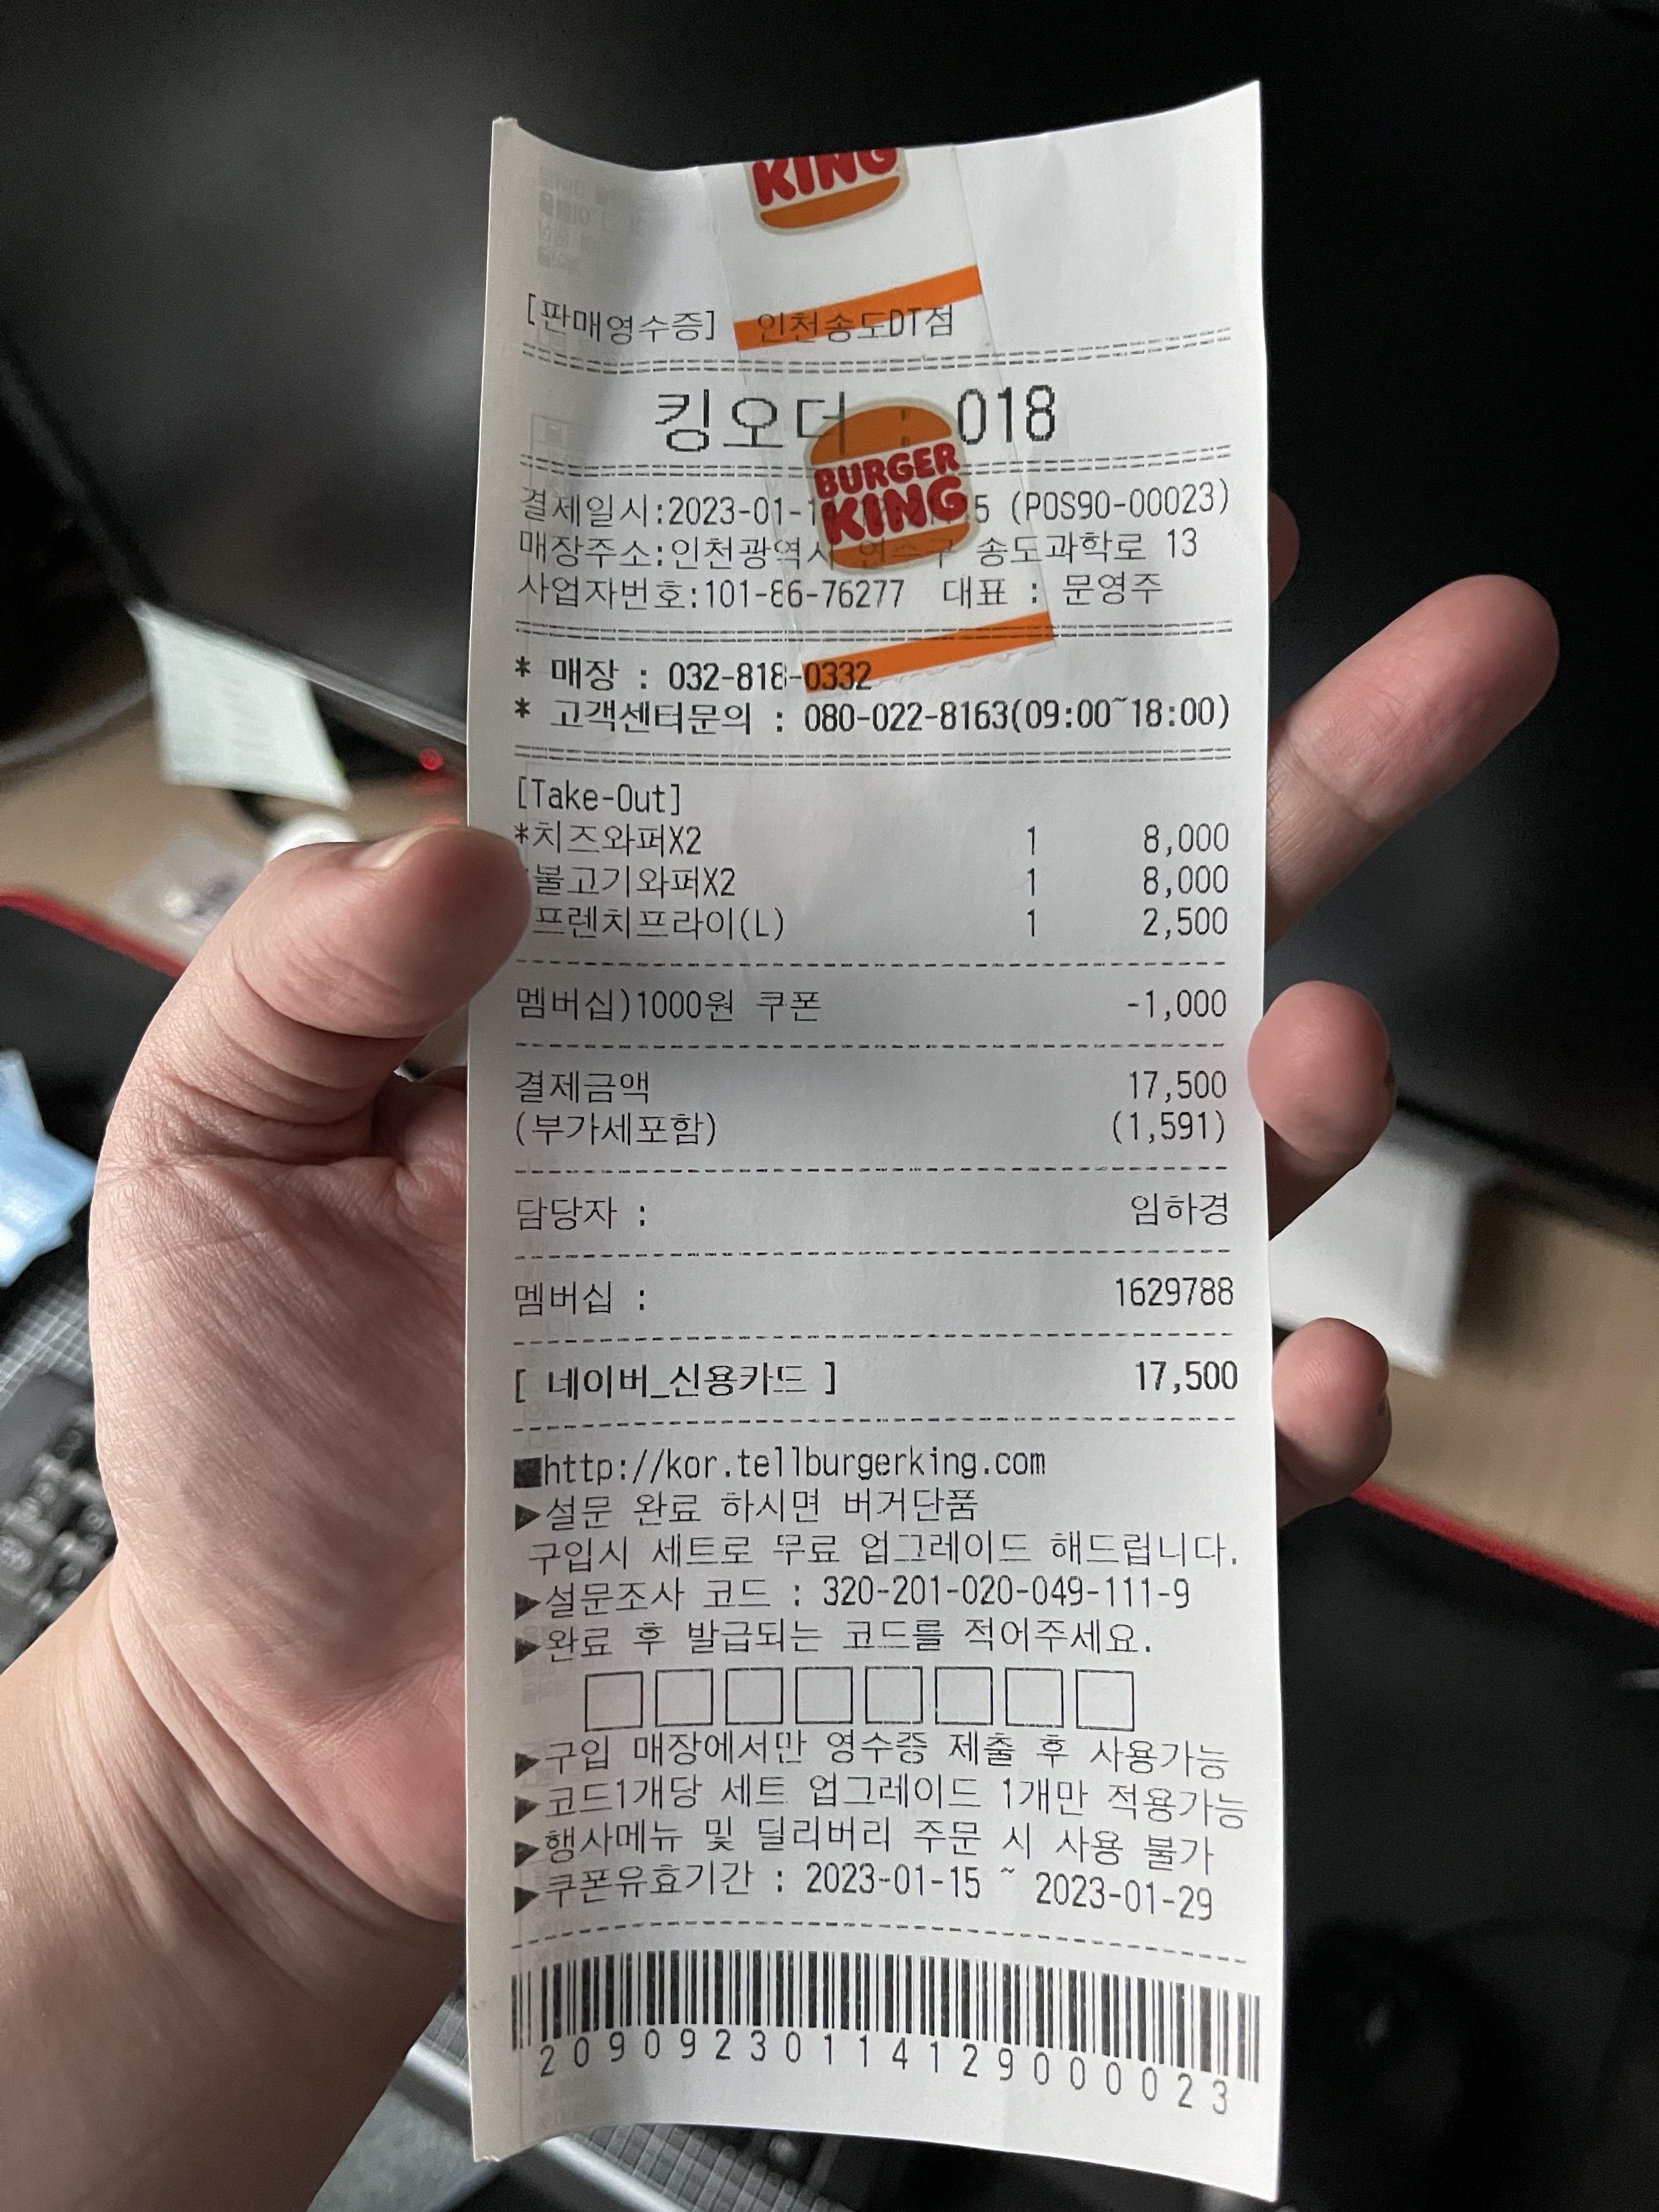 KING
[판매영수증] 인천송도DT점
킹오더 : 018
BURGER
KING
결제일시:2023-01-1 5 (POS90-00023)
매장주소:인천광역시 연수구 송도과학로 13
사업자번호:101-86-76277 대표 : 문영주
* 매장 : 032-818-0332
* 고객센터문의 : 080-022-8163(09:00~18:00)
[Take-Out]
*치즈와퍼X2 1 8,000
불고기와퍼X2 1 8,000
프렌치프라이(L) 1 2,500
멤버십)1000원 쿠폰 -1,000
결제금액 17,500
(부가세포함) (1,591)
담당자 : 임하경
멤버십 : 1629788
[ 네이버_신용카드 ] 17,500
■http://kor.tellburgerking.com
▶설문 완료 하시면 버거단품
구입시 세트로 무료 업그레이드 해드립니다.
▶설문조사 코드 : 320-201-020-049-111-9
▶완료 후 발급되는 코드를 적어주세요.
▶구입 매장에서만 영수증 제출 후 사용가능
▶코드1개당 세트 업그레이드 1개만 적용가능
▶행사메뉴 및 딜리버리 주문 시 사용 불가
▶쿠폰유효기간 : 2023-01-15 ~ 2023-01-29
20909230114129000023